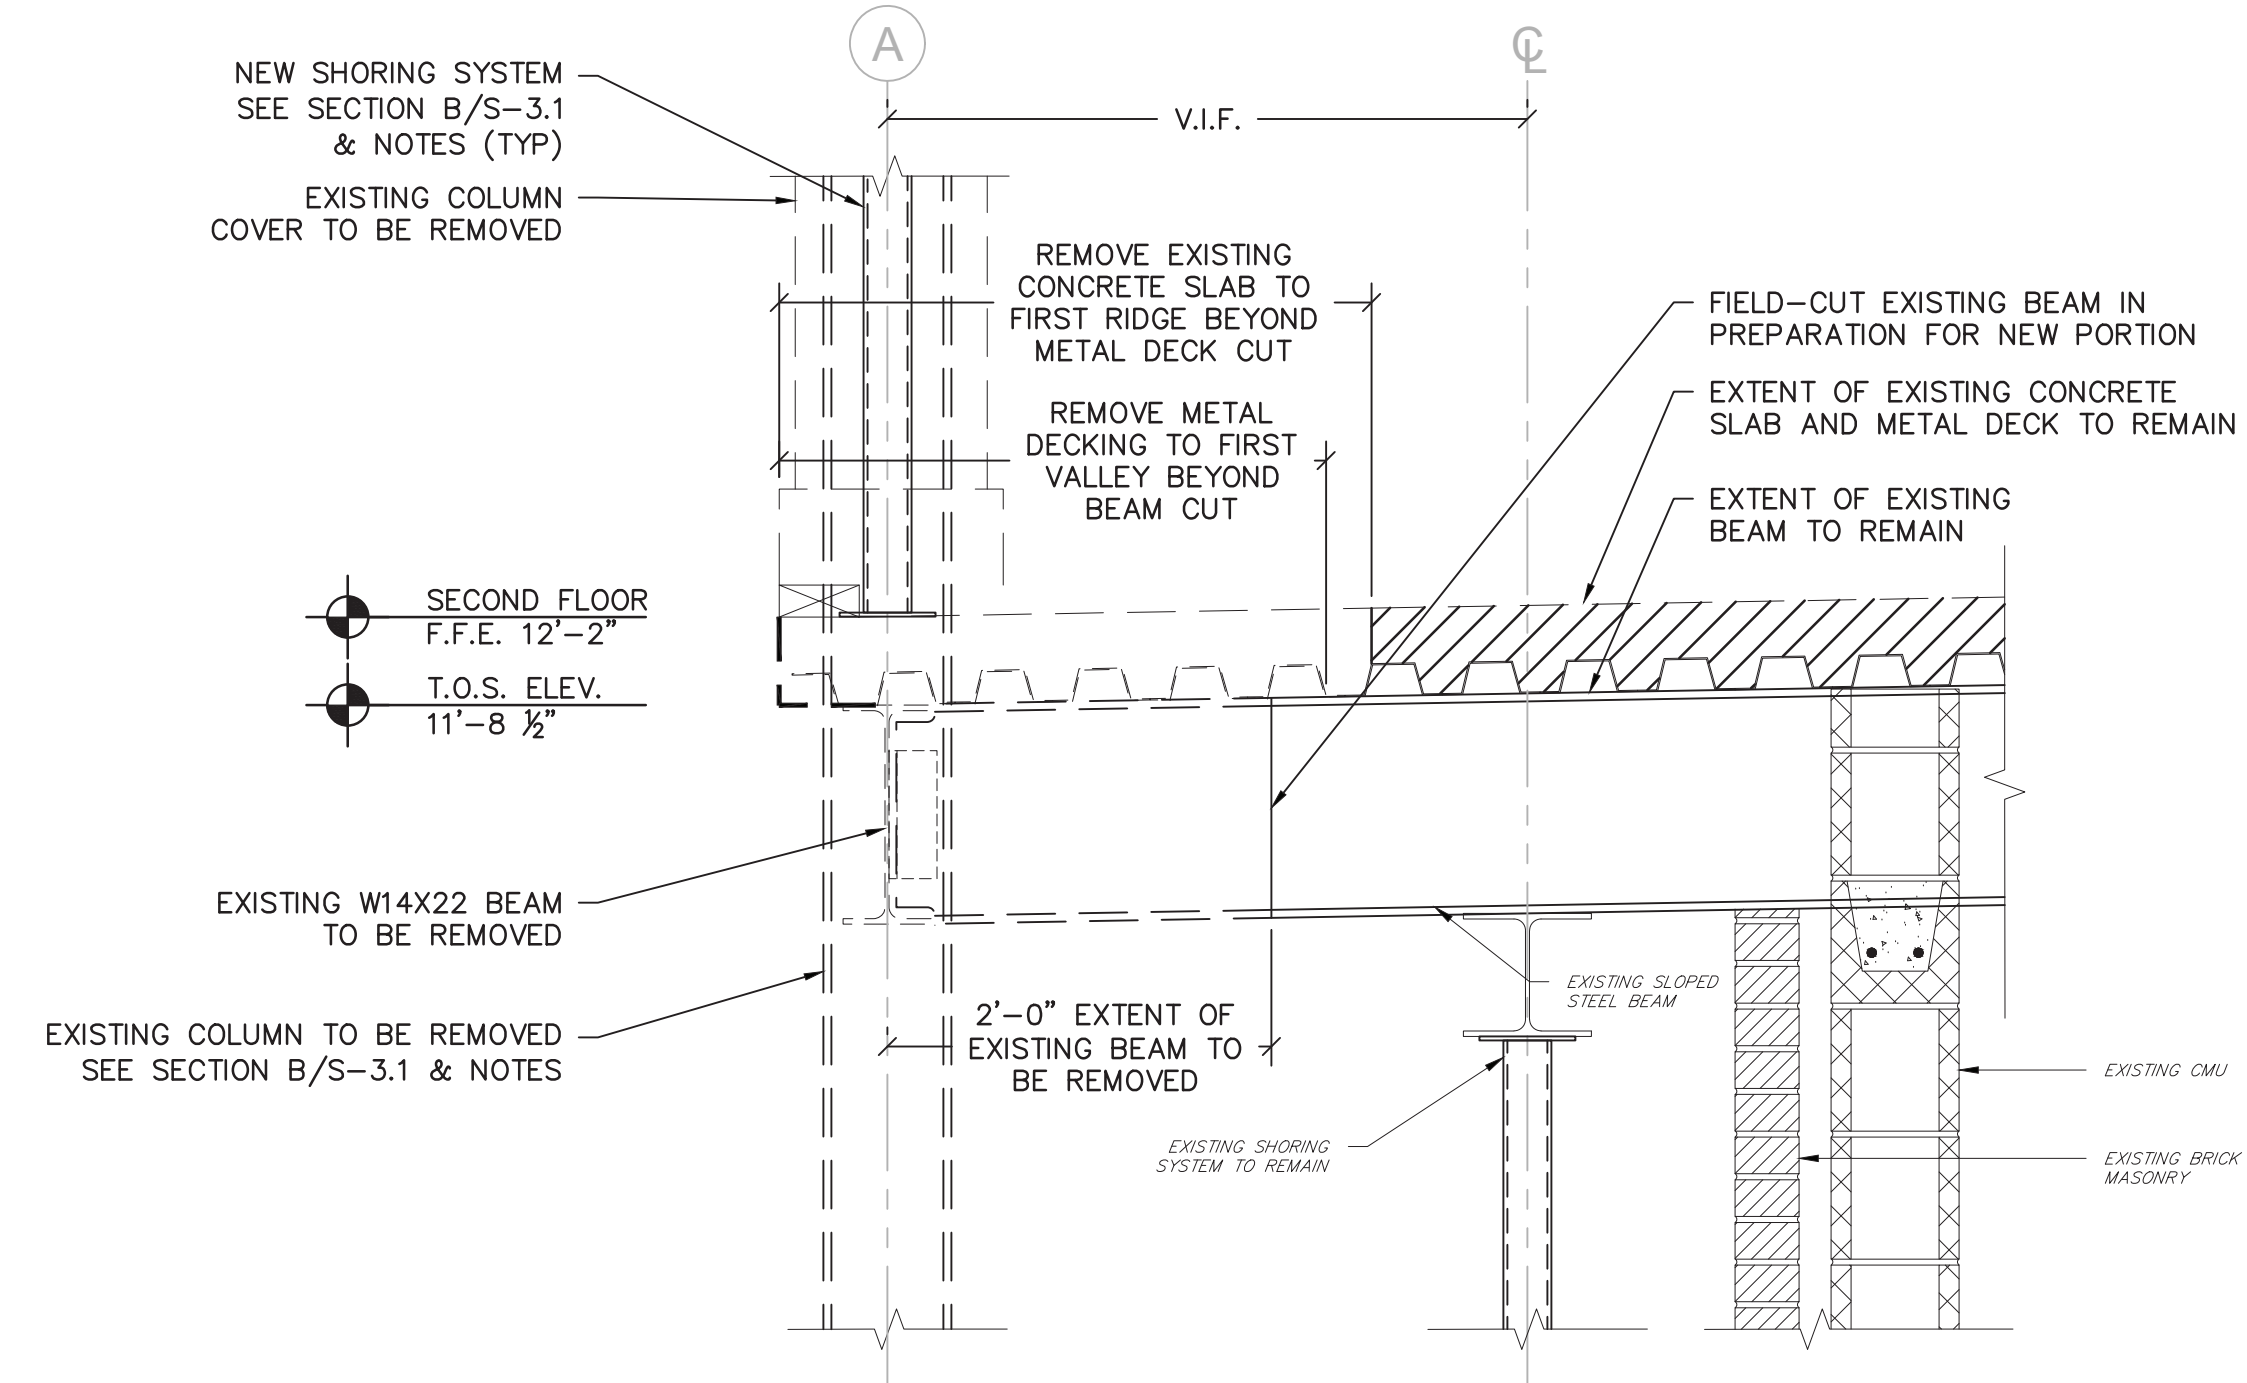 A
℄
NEW SHORING SYSTEM
SEE SECTION B/S-3.1
& NOTES (TYP)
V.I.F.
EXISTING COLUMN
COVER TO BE REMOVED
REMOVE EXISTING
CONCRETE SLAB TO
FIRST RIDGE BEYOND
METAL DECK CUT
REMOVE METAL
DECKING TO FIRST
VALLEY BEYOND
BEAM CUT
FIELD-CUT EXISTING BEAM IN
PREPARATION FOR NEW PORTION
EXTENT OF EXISTING CONCRETE
SLAB AND METAL DECK TO REMAIN
EXTENT OF EXISTING
BEAM TO REMAIN
SECOND FLOOR
F.F.E. 12'-2"
T.O.S. ELEV.
11'-8 ½"
EXISTING W14X22 BEAM
TO BE REMOVED
EXISTING COLUMN TO BE REMOVED
SEE SECTION B/S-3.1 & NOTES
2'-0" EXTENT OF
EXISTING BEAM TO
BE REMOVED
EXISTING SLOPED
STEEL BEAM
EXISTING SHORING
SYSTEM TO REMAIN
EXISTING CMU
EXISTING BRICK
MASONRY